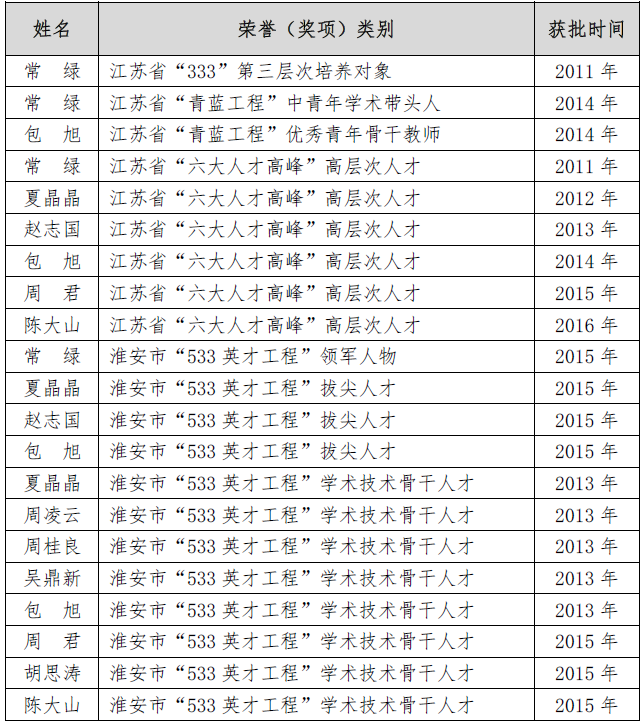 姓名 荣誉（奖项）类别 获批时间
常　绿 江苏省“333”第三层次培养对象 2011 年
常　绿 江苏省“青蓝工程”中青年学术带头人 2014 年
包　旭 江苏省“青蓝工程”优秀青年骨干教师 2014 年
常　绿 江苏省“六大人才高峰”高层次人才 2011 年
夏晶晶 江苏省“六大人才高峰”高层次人才 2012 年
赵志国 江苏省“六大人才高峰”高层次人才 2013 年
包　旭 江苏省“六大人才高峰”高层次人才 2014 年
周　君 江苏省“六大人才高峰”高层次人才 2015 年
陈大山 江苏省“六大人才高峰”高层次人才 2016 年
常　绿 淮安市“533 英才工程”领军人物 2015 年
夏晶晶 淮安市“533 英才工程”拔尖人才 2015 年
赵志国 淮安市“533 英才工程”拔尖人才 2015 年
包　旭 淮安市“533 英才工程”拔尖人才 2015 年
夏晶晶 淮安市“533 英才工程”学术技术骨干人才 2013 年
周凌云 淮安市“533 英才工程”学术技术骨干人才 2013 年
周桂良 淮安市“533 英才工程”学术技术骨干人才 2013 年
吴鼎新 淮安市“533 英才工程”学术技术骨干人才 2013 年
包　旭 淮安市“533 英才工程”学术技术骨干人才 2013 年
周　君 淮安市“533 英才工程”学术技术骨干人才 2015 年
胡思涛 淮安市“533 英才工程”学术技术骨干人才 2015 年
陈大山 淮安市“533 英才工程”学术技术骨干人才 2015 年